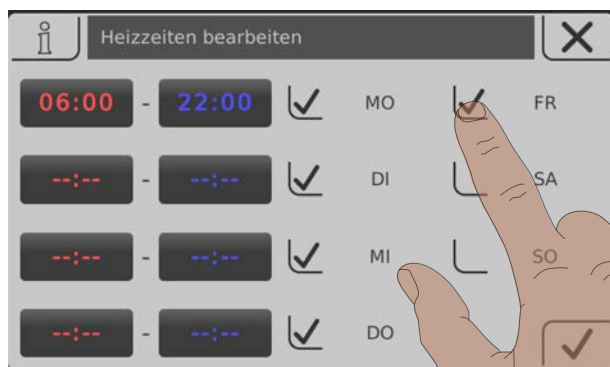 Heizzeiten bearbeiten
06:00 - 22:00 MO FR
--:-- - --:-- DI SA
--:-- - --:-- MI SO
--:-- - --:-- DO